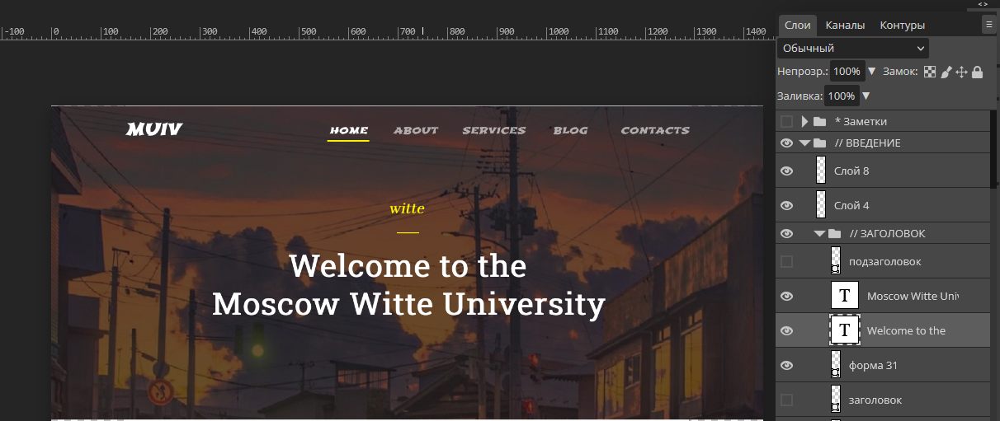 < >
-100 0 100 200 300 400 500 600 700 800 900 1000 1100 1200 1300 1400
Слои Каналы Контуры
Обычный
Непрозр.: 100% Замок:
Заливка: 100%
* Заметки
// ВВЕДЕНИЕ
Слой 8
Слой 4
// ЗАГОЛОВОК
подзаголовок
T Moscow Witte Univ
T Welcome to the
форма 31
заголовок
MUIV HOME ABOUT SERVICES BLOG CONTACTS
witte
Welcome to the
Moscow Witte University